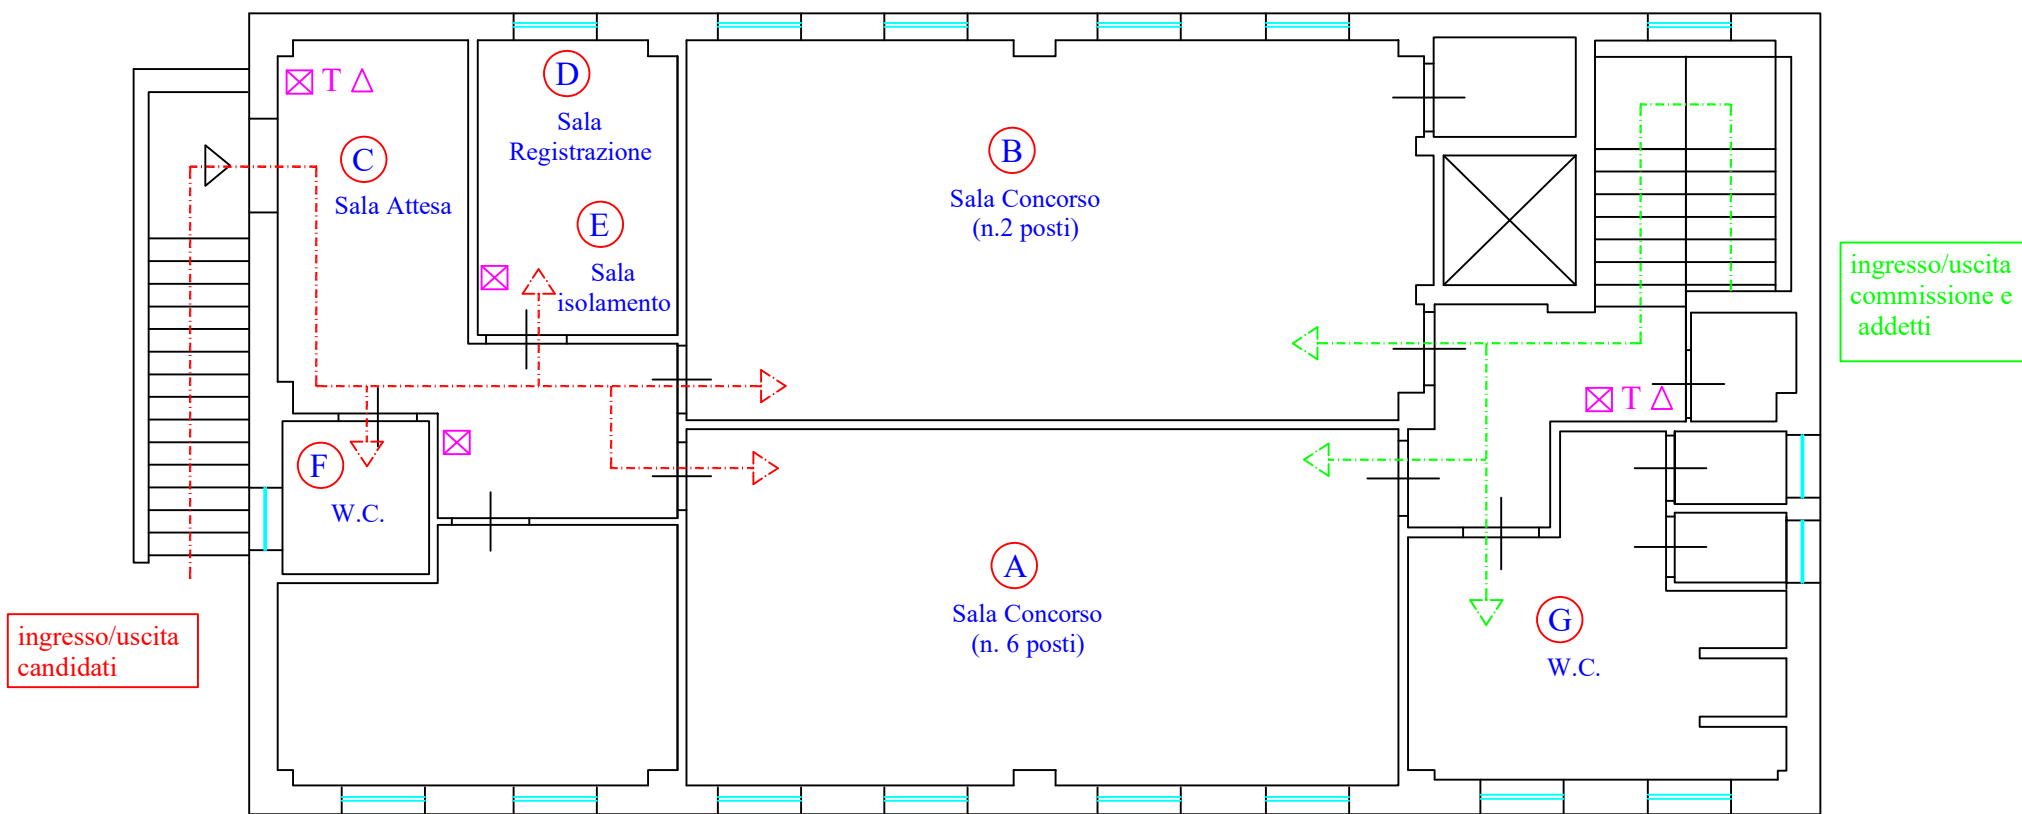 T
D
Sala
Registrazione
C
Sala Attesa
E
Sala
isolamento
B
Sala Concorso
(n.2 posti)
ingresso/uscita
commissione e
addetti
T
F
W.C.
A
Sala Concorso
(n. 6 posti)
G
W.C.
ingresso/uscita
candidati